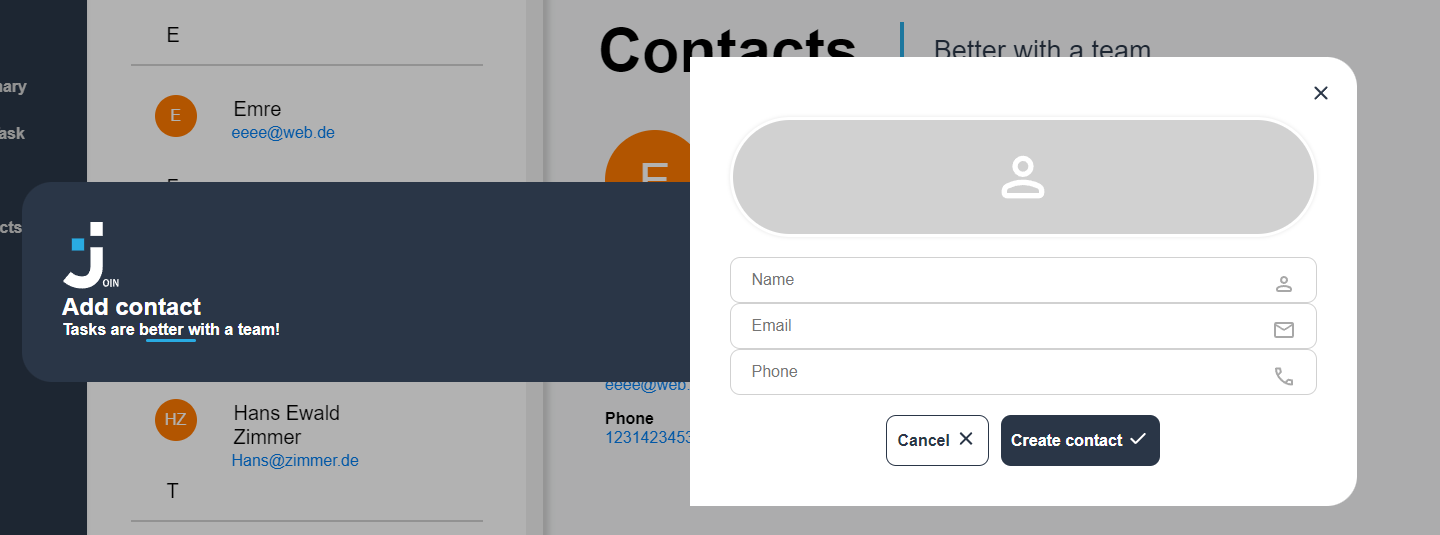 E
Contacts
Better with a team
nary
E
Emre
eeee@web.de
ask
E
cts
OIN
Add contact
Tasks are better with a team!
Name
Email
Phone
Cancel
Create contact
eeee@web.
Phone
1231423453
HZ
Hans Ewald
Zimmer
Hans@zimmer.de
T